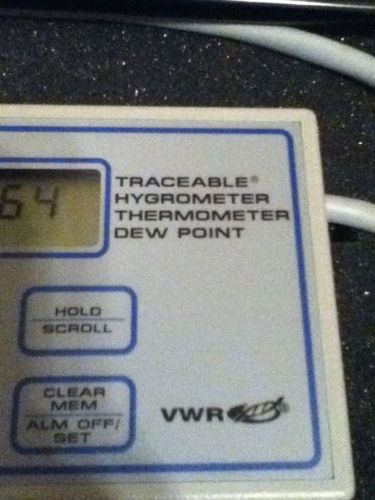 64
TRACEABLE®
HYGROMETER
THERMOMETER
DEW POINT
HOLD
SCROLL
CLEAR
MEM
ALM OFF/
SET
VWR